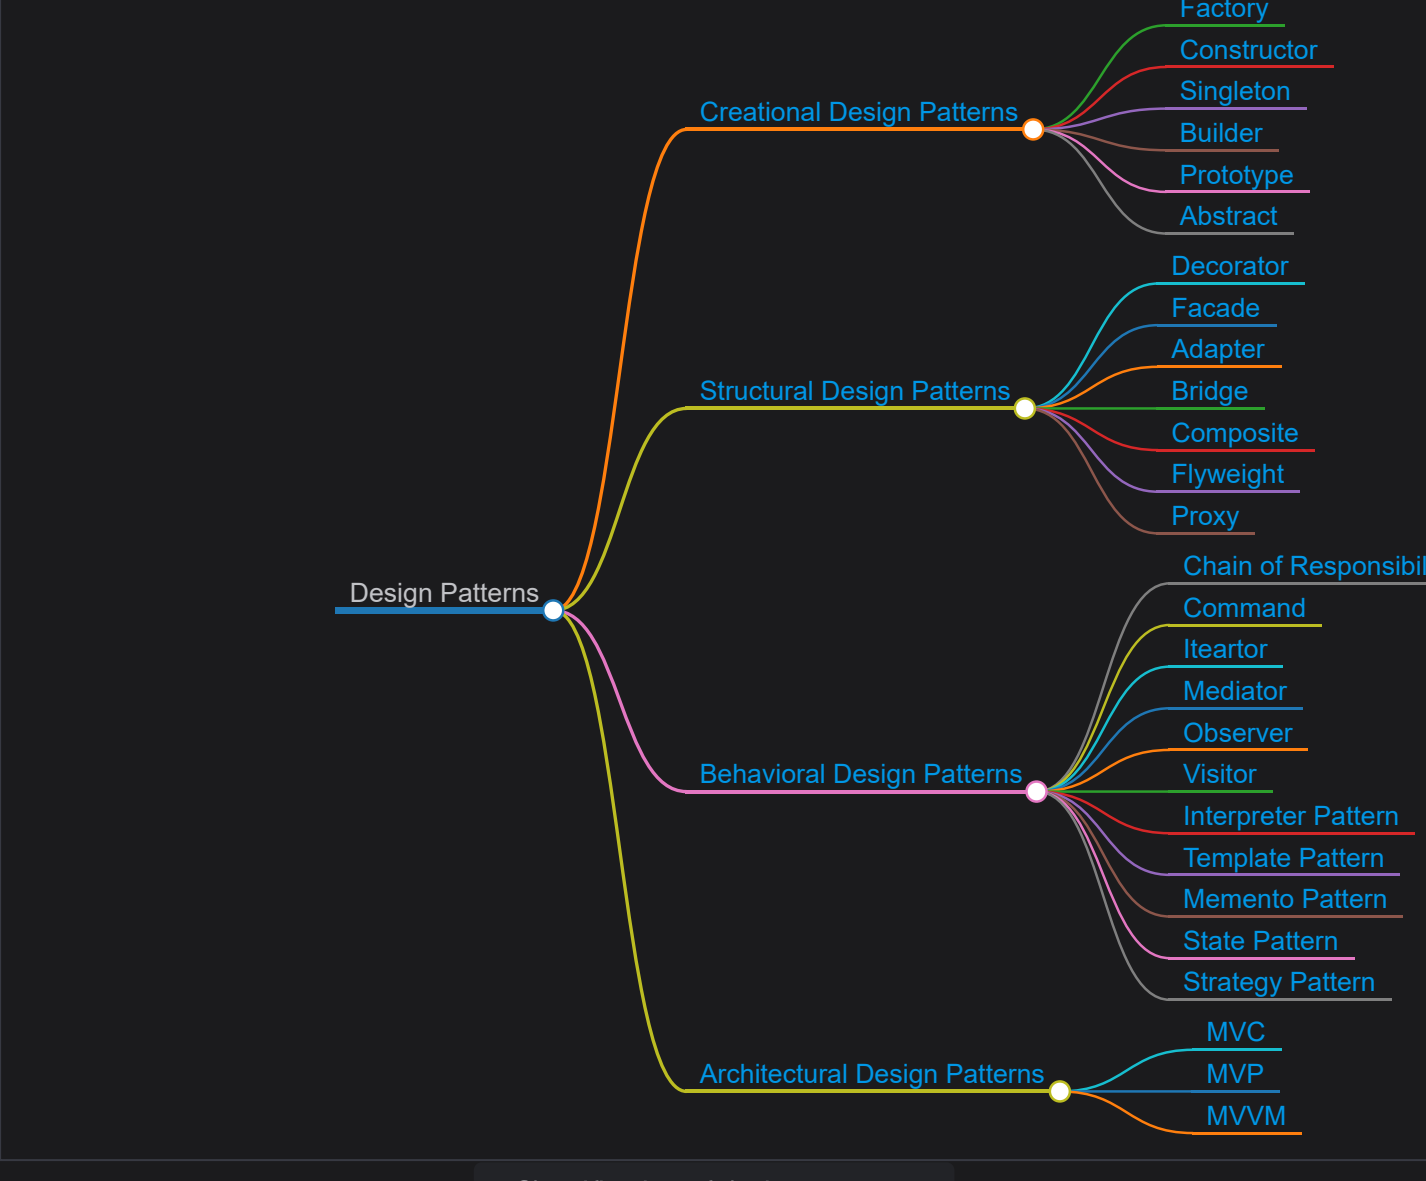 Factory
Constructor
Creational Design Patterns
Singleton
Builder
Prototype
Abstract
Decorator
Facade
Adapter
Structural Design Patterns
Bridge
Composite
Flyweight
Proxy
Design Patterns
Chain of
Command
Iteartor
Mediator
Observer
Behavioral Design Patterns
Visitor
Interpreter Pattern
Template Pattern
Memento Pattern
State Pattern
Strategy Pattern
MVC
Architectural Design Patterns
MVP
MVVM